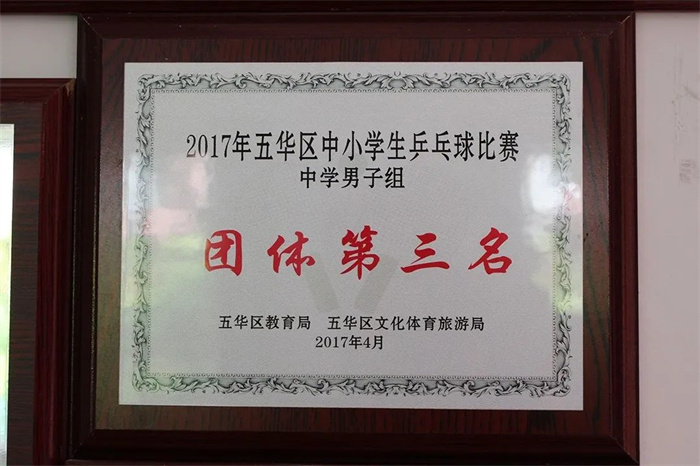 2017年五华区中小学生乒乓球比赛
中学男子组
团体第三名
五华区教育局 五华区文化体育旅游局
2017年4月